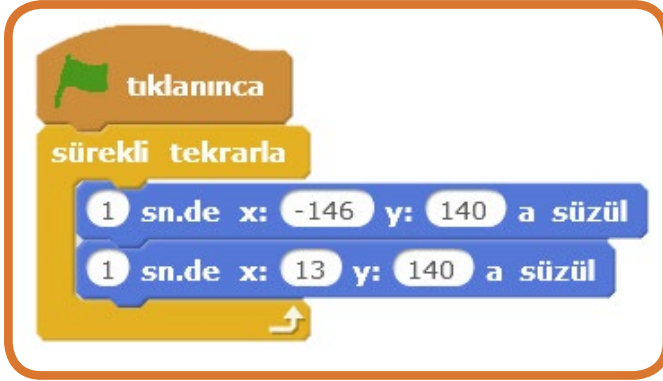 tıklanınca
sürekli tekrarla
1 sn.de x: -146 y: 140 a süzül
1 sn.de x: 13 y: 140 a süzül